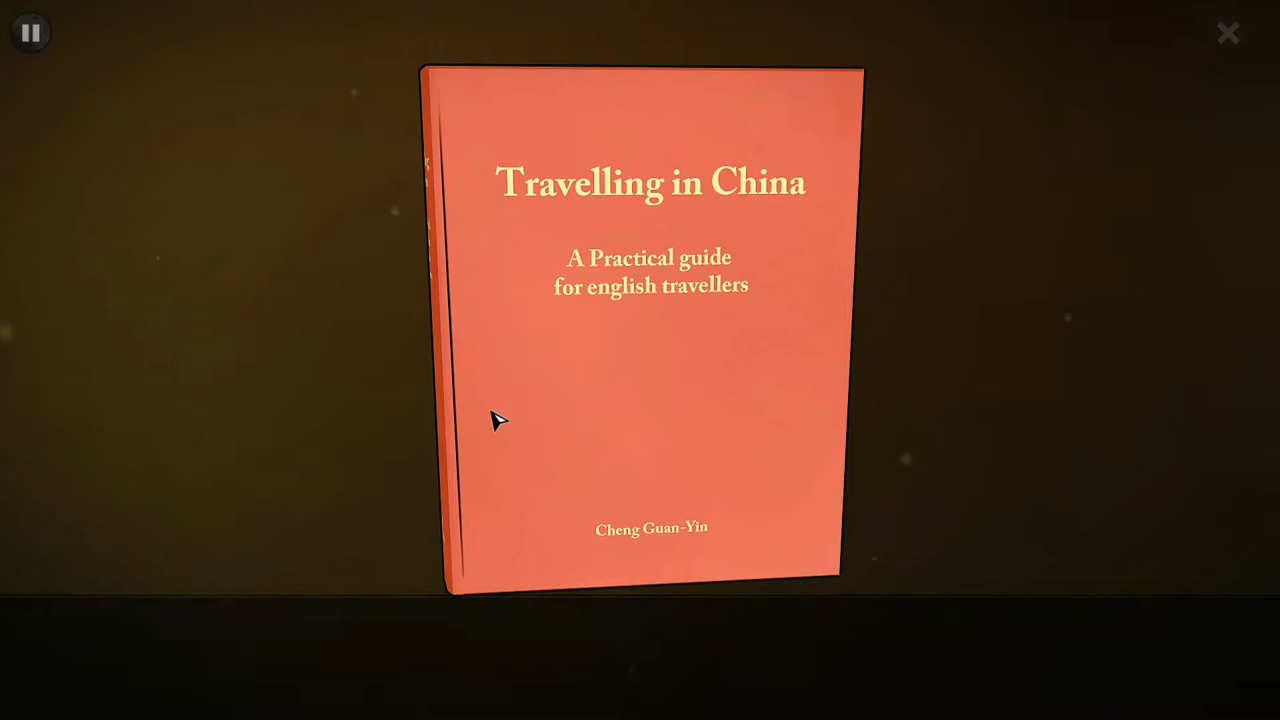 Travelling in China
A Practical guide
for english travellers
Cheng Guan-Yin